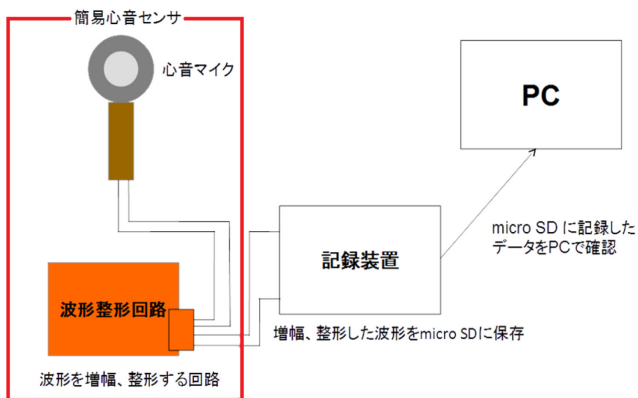 簡易心音センサ
心音マイク
PC
micro SD に記録した
データをPCで確認
記録装置
波形整形回路
増幅、整形した波形をmicro SDに保存
波形を増幅、整形する回路